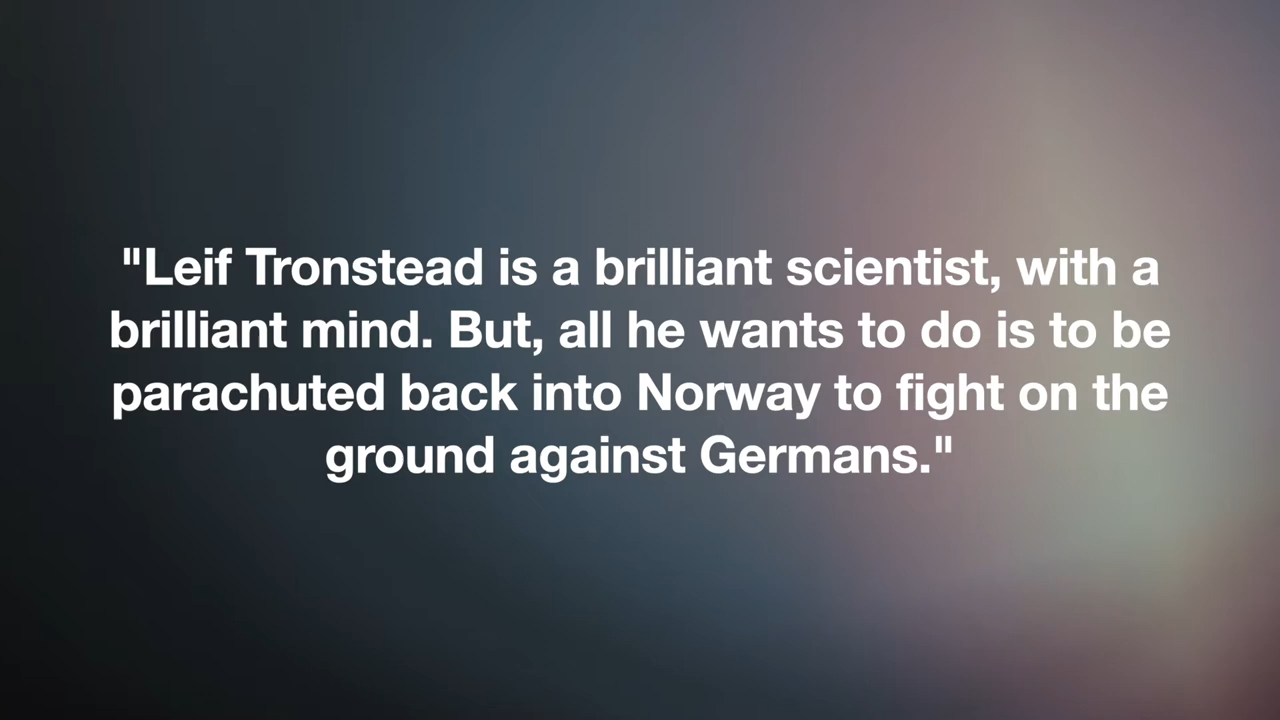 "Leif Tronstead is a brilliant scientist, with a
brilliant mind. But, all he wants to do is to be
parachuted back into Norway to fight on the
ground against Germans."